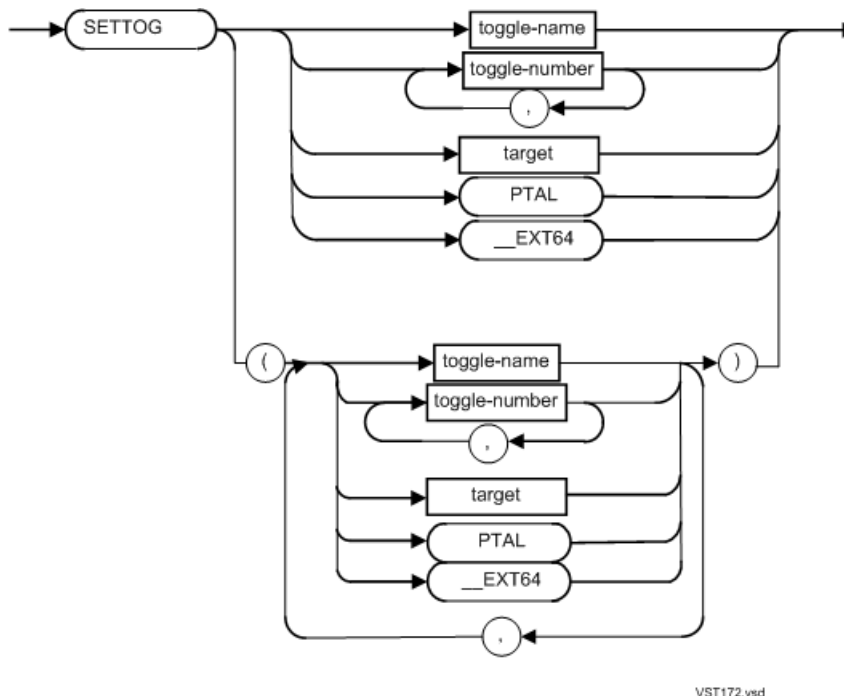 SETTOG
toggle-name
toggle-number
,
target
PTAL
__EXT64
(
toggle-name
)
toggle-number
,
target
PTAL
__EXT64
,
VST172.vsd